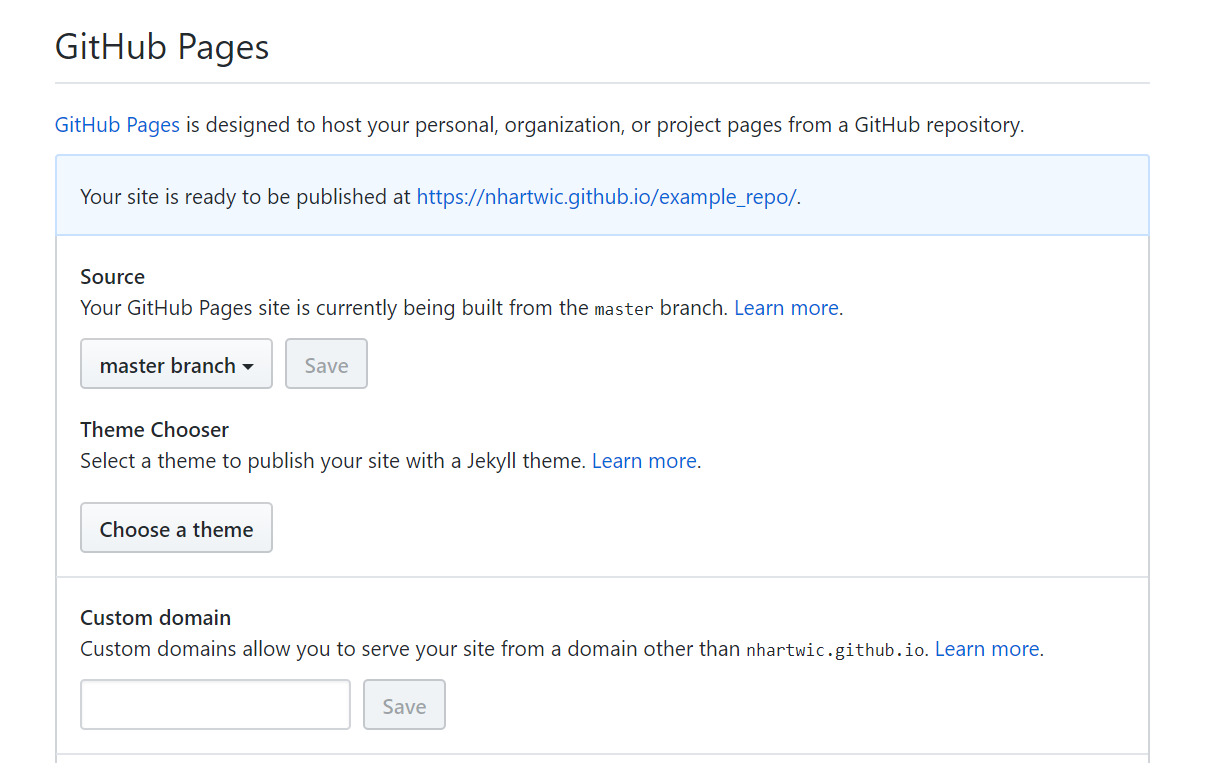 GitHub Pages
GitHub Pages is designed to host your personal, organization, or project pages from a GitHub repository.
Your site is ready to be published at https://nhartwic.github.io/example_repo/.
Source
Your GitHub Pages site is currently being built from the master branch. Learn more.
master branch Save
Theme Chooser
Select a theme to publish your site with a Jekyll theme. Learn more.
Choose a theme
Custom domain
Custom domains allow you to serve your site from a domain other than nhartwic.github.io. Learn more.
Save